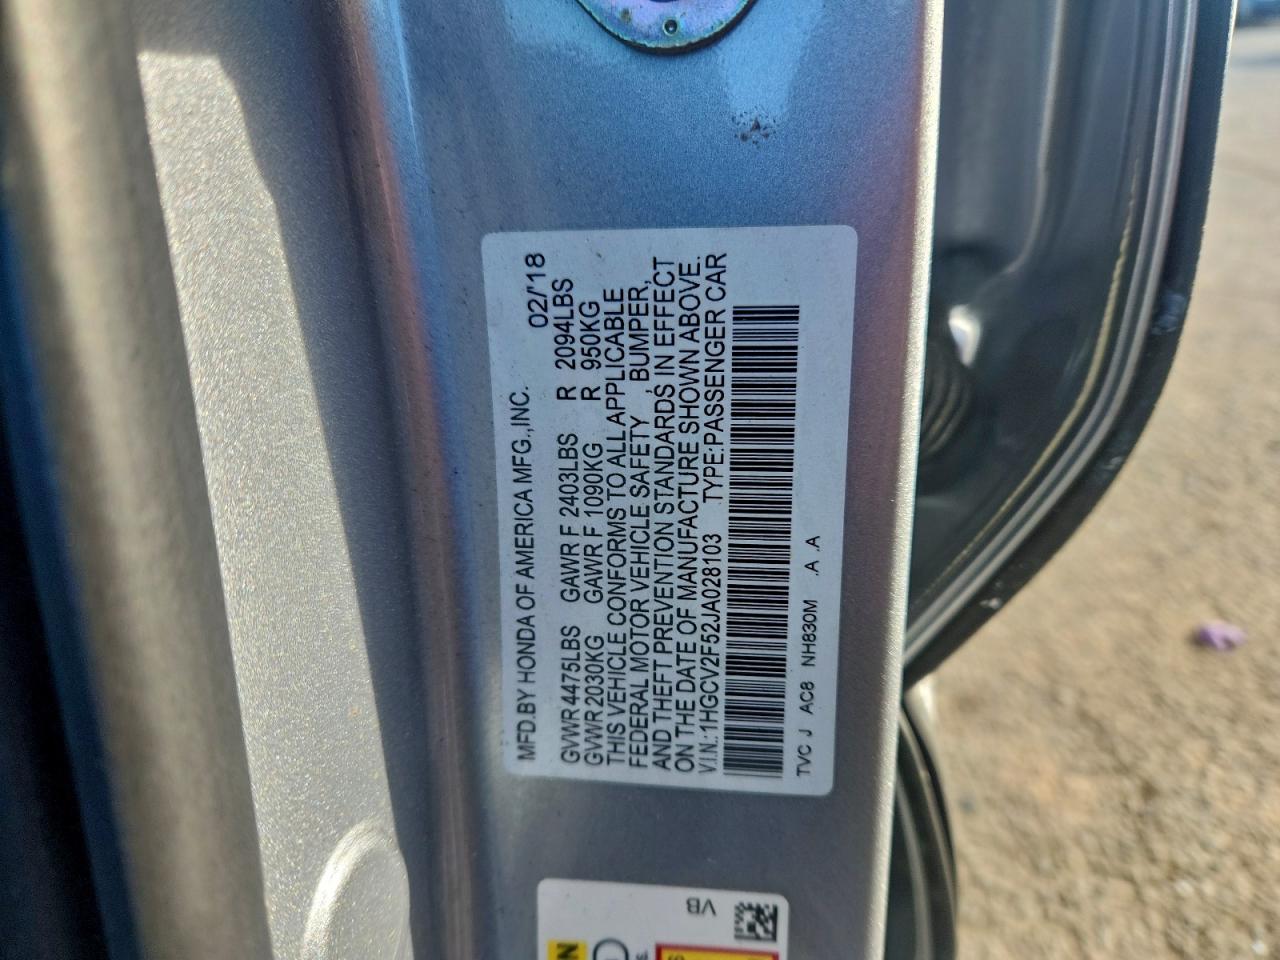 MFD.BY HONDA OF AMERICA MFG.,INC. 02/'18
GVWR 4475LBS GAWR F 2403LBS R 2094LBS
GVWR 2030KG GAWR F 1090KG R 950KG
THIS VEHICLE CONFORMS TO ALL APPLICABLE
FEDERAL MOTOR VEHICLE SAFETY , BUMPER,
AND THEFT PREVENTION STANDARDS IN EFFECT
ON THE DATE OF MANUFACTURE SHOWN ABOVE.
V.I.N.:1HGCV2F52JA028103 TYPE:PASSENGER CAR
TVC J AC8 NH830M .A .A
VB